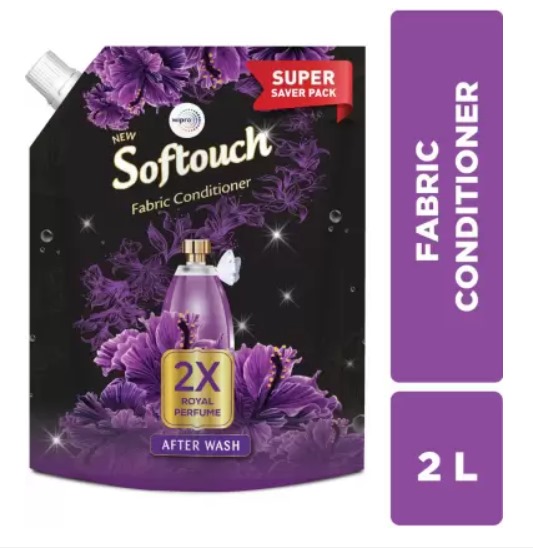 SUPER
SAVER PACK
wipro
NEW
Softouch
Fabric Conditioner
2X
ROYAL
PERFUME
AFTER WASH
FABRIC
CONDITIONER
2 L